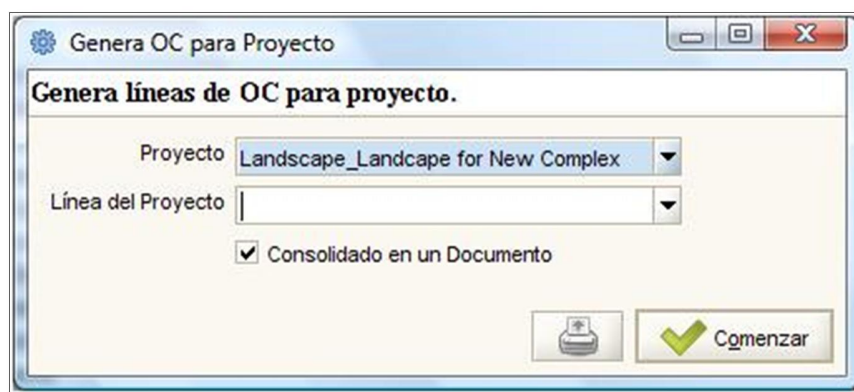 Genera OC para Proyecto
Genera líneas de OC para proyecto.
Proyecto Landscape_Landcape for New Complex
Línea del Proyecto
Consolidado en un Documento
Comenzar